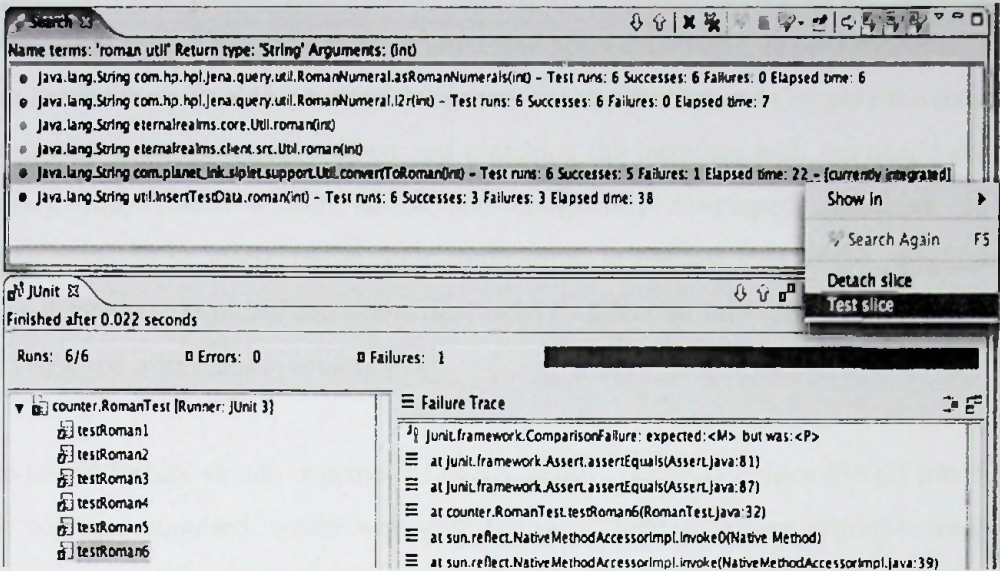 Search
Name terms: 'roman util' Return type: 'String' Arguments: (int)
java.lang.String com.hp.hpl.jena.query.util.RomanNumeral.asRomanNumerals(int) - Test runs: 6 Successes: 6 Failures: 0 Elapsed time: 6
java.lang.String com.hp.hpl.jena.query.util.RomanNumeral.i2r(int) - Test runs: 6 Successes: 6 Failures: 0 Elapsed time: 7
java.lang.String eternalrealms.core.Util.roman(int)
java.lang.String eternalrealms.client.src.Util.roman(int)
java.lang.String com.planet_ink.siplet.support.Util.convertToRoman(int) - Test runs: 6 Successes: 5 Failures: 1 Elapsed time: 22 - [currently integrated]
java.lang.String util.InsertTestData.roman(int) - Test runs: 6 Successes: 3 Failures: 3 Elapsed time: 38
Show In
Search Again F5
Detach slice
Test slice
JUnit
Finished after 0.022 seconds
Runs: 6/6 Errors: 0 Failures: 1
counter.RomanTest [Runner: JUnit 3]
testRoman1
testRoman2
testRoman3
testRoman4
testRoman5
testRoman6
Failure Trace
junit.framework.ComparisonFailure: expected:<M> but was:<P>
at junit.framework.Assert.assertEquals(Assert.java:81)
at junit.framework.Assert.assertEquals(Assert.java:87)
at counter.RomanTest.testRoman6(RomanTest.java:32)
at sun.reflect.NativeMethodAccessorImpl.invoke0(Native Method)
at sun.reflect.NativeMethodAccessorImpl.invoke(NativeMethodAccessorImpl.java:39)